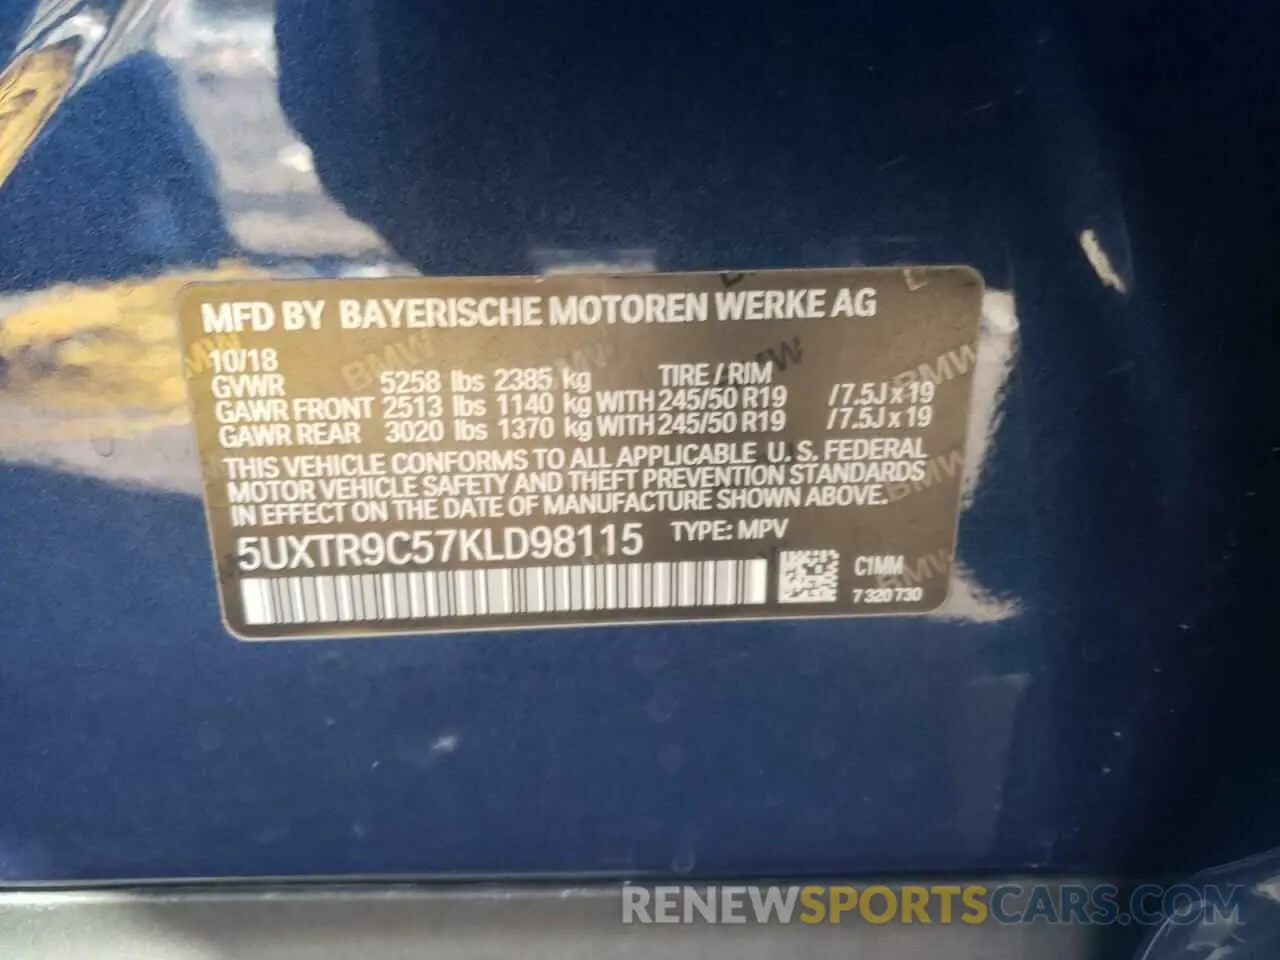 MFD BY BAYERISCHE MOTOREN WERKE AG
10/18
GVWR 5258 lbs 2385 kg TIRE / RIM
GAWR FRONT 2513 lbs 1140 kg WITH 245/50 R19 /7.5J x 19
GAWR REAR 3020 lbs 1370 kg WITH 245/50 R19 /7.5J x 19
THIS VEHICLE CONFORMS TO ALL APPLICABLE U. S. FEDERAL
MOTOR VEHICLE SAFETY AND THEFT PREVENTION STANDARDS
IN EFFECT ON THE DATE OF MANUFACTURE SHOWN ABOVE.
5UXTR9C57KLD98115 TYPE: MPV
C1MM
7 320 730
RENEWSPORTSCARS.COM